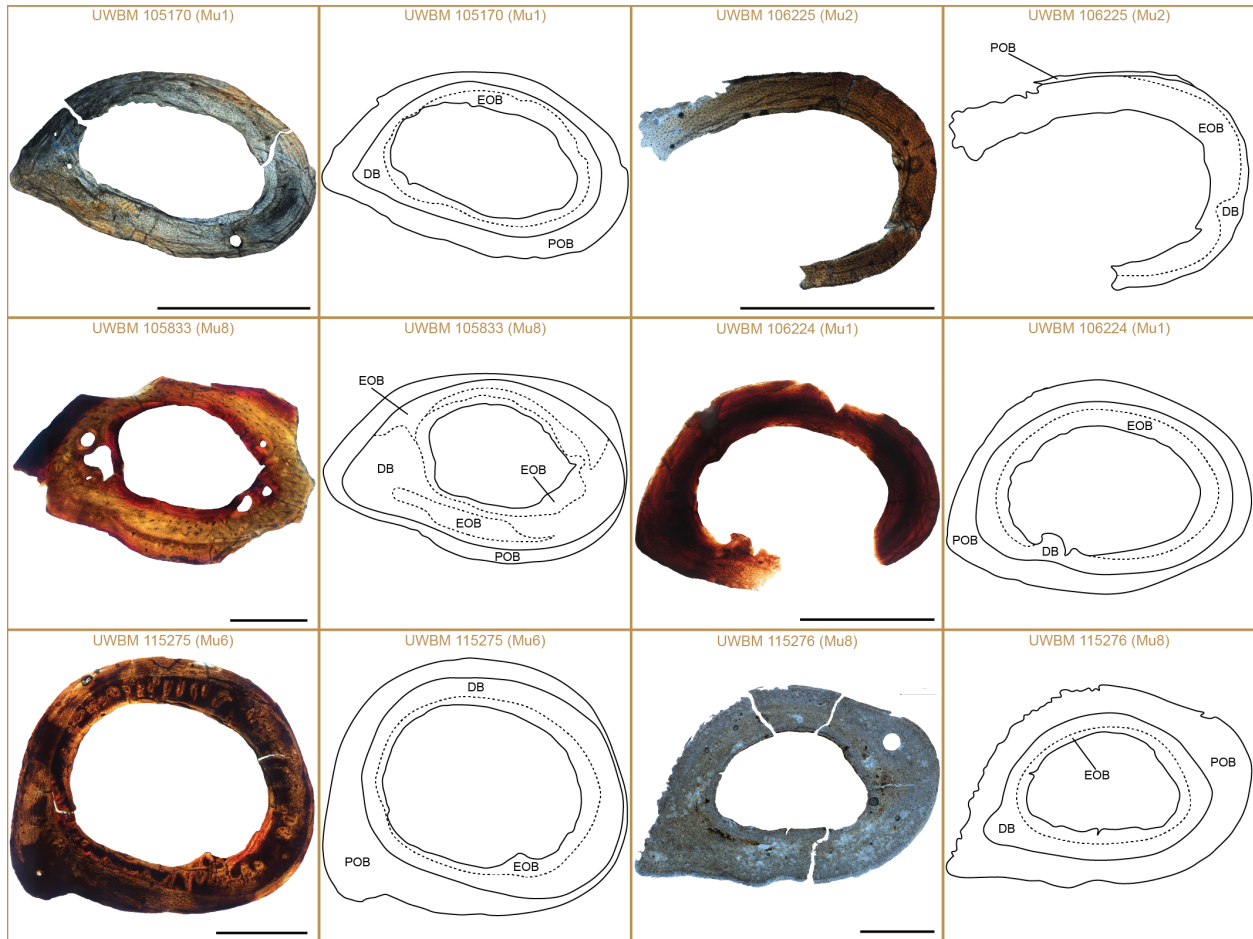 UWBM 105170 (Mu1)
UWBM 105170 (Mu1)
UWBM 106225 (Mu2)
UWBM 106225 (Mu2)
EOB
DB
POB
POB
EOB
DB
UWBM 105833 (Mu8)
UWBM 105833 (Mu8)
UWBM 106224 (Mu1)
UWBM 106224 (Mu1)
EOB
DB
EOB
EOB
POB
EOB
POB
DB
UWBM 115275 (Mu6)
UWBM 115275 (Mu6)
UWBM 115276 (Mu8)
UWBM 115276 (Mu8)
DB
POB
EOB
POB
EOB
DB